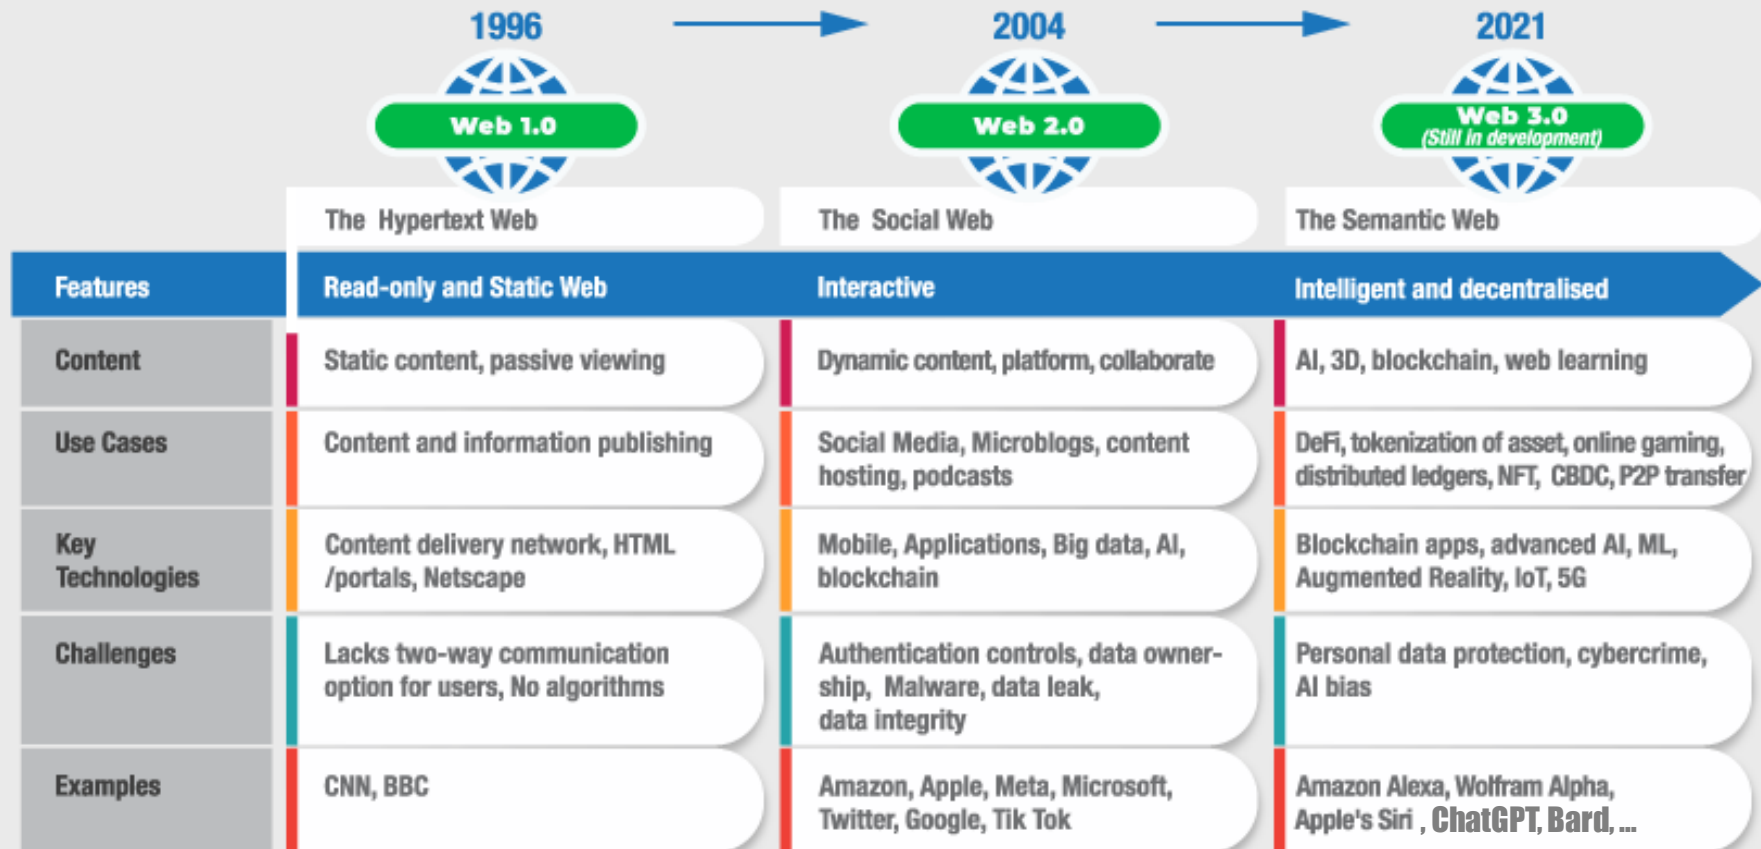 1996
2004
2021
Web 1.0
Web 2.0
Web 3.0
(Still in development)
The Hypertext Web
The Social Web
The Semantic Web
Features
Read-only and Static Web
Interactive
Intelligent and decentralised
Content
Static content, passive viewing
Dynamic content, platform, collaborate
AI, 3D, blockchain, web learning
Use Cases
Content and information publishing
Social Media, Microblogs, content
hosting, podcasts
DeFi, tokenization of asset, online gaming,
distributed ledgers, NFT, CBDC, P2P transfer
Key
Technologies
Content delivery network, HTML
/portals, Netscape
Mobile, Applications, Big data, AI,
blockchain
Blockchain apps, advanced AI, ML,
Augmented Reality, IoT, 5G
Challenges
Lacks two-way communication
option for users, No algorithms
Authentication controls, data owner-
ship, Malware, data leak,
data integrity
Personal data protection, cybercrime,
AI bias
Examples
CNN, BBC
Amazon, Apple, Meta, Microsoft,
Twitter, Google, Tik Tok
Amazon Alexa, Wolfram Alpha,
Apple's Siri , ChatGPT, Bard, ...